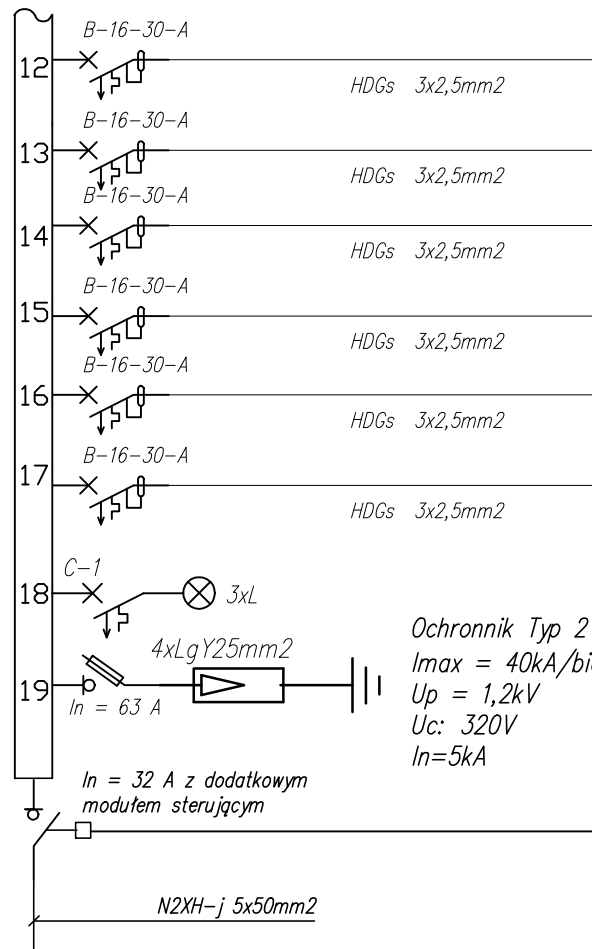 B-16-30-A
12
HDGs 3x2,5mm2
B-16-30-A
13
HDGs 3x2,5mm2
B-16-30-A
14
HDGs 3x2,5mm2
B-16-30-A
15
HDGs 3x2,5mm2
B-16-30-A
16
HDGs 3x2,5mm2
B-16-30-A
17
HDGs 3x2,5mm2
C-1
18
3xL
4xLgY25mm2
19
In = 63 A
Ochronnik Typ 2
Imax = 40kA/bie
Up = 1,2kV
Uc: 320V
In=5kA
In = 32 A z dodatkowym
modułem sterującym
N2XH-j 5x50mm2